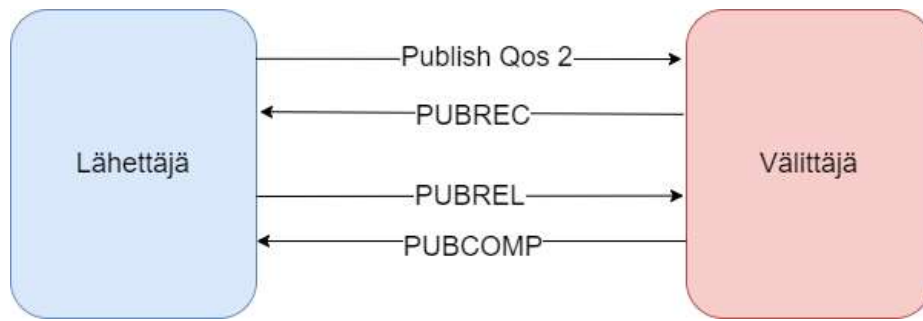 Publish Qos 2
PUBREC
Lähettäjä
Välittäjä
PUBREL
PUBCOMP